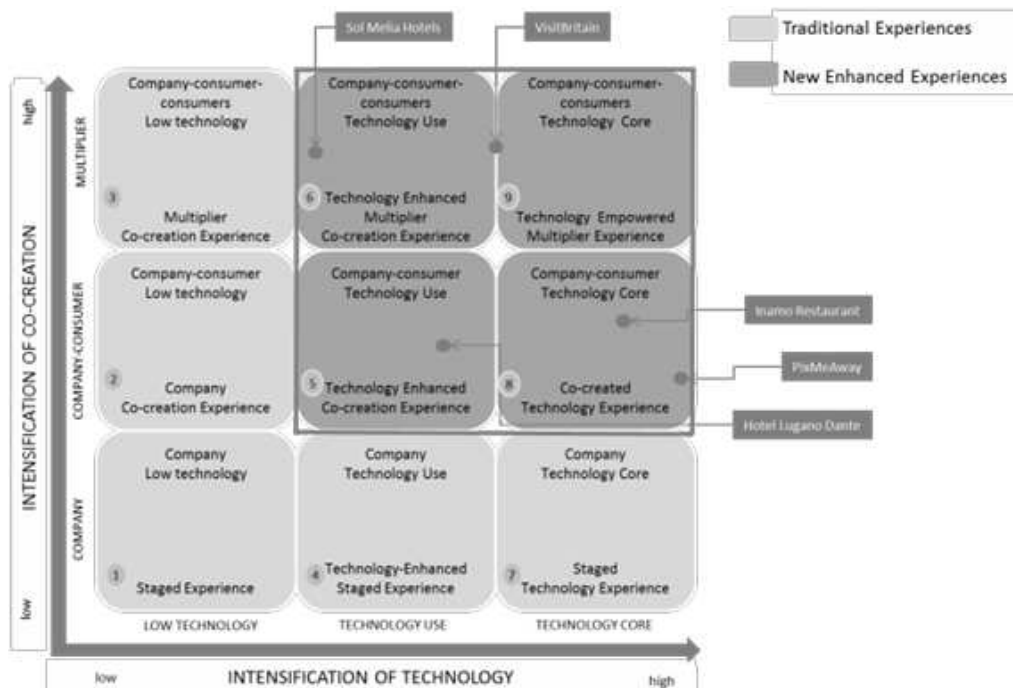 Sol Melia Hotels
VisitBritain
Traditional Experiences
New Enhanced Experiences
INTENSIFICATION OF CO-CREATION
high
low
MULTIPLIER
COMPANY-CONSUMER
COMPANY
Company-consumer-
consumers
Low technology
3
Multiplier
Co-creation Experience
Company-consumer-
consumers
Technology Use
6
Technology Enhanced
Multiplier
Co-creation Experience
Company-consumer-
consumers
Technology Core
9
Technology Empowered
Multiplier Experience
Company-consumer
Low technology
2
Company
Co-creation Experience
Company-consumer
Technology Use
5
Technology Enhanced
Co-creation Experience
Company-consumer
Technology Core
8
Co-created
Technology Experience
Inamo Restaurant
PixMeAway
Hotel Lugano Dante
Company
Low technology
1
Staged Experience
Company
Technology Use
4
Technology-Enhanced
Staged Experience
Company
Technology Core
7
Staged
Technology Experience
LOW TECHNOLOGY
TECHNOLOGY USE
TECHNOLOGY CORE
low
INTENSIFICATION OF TECHNOLOGY
high